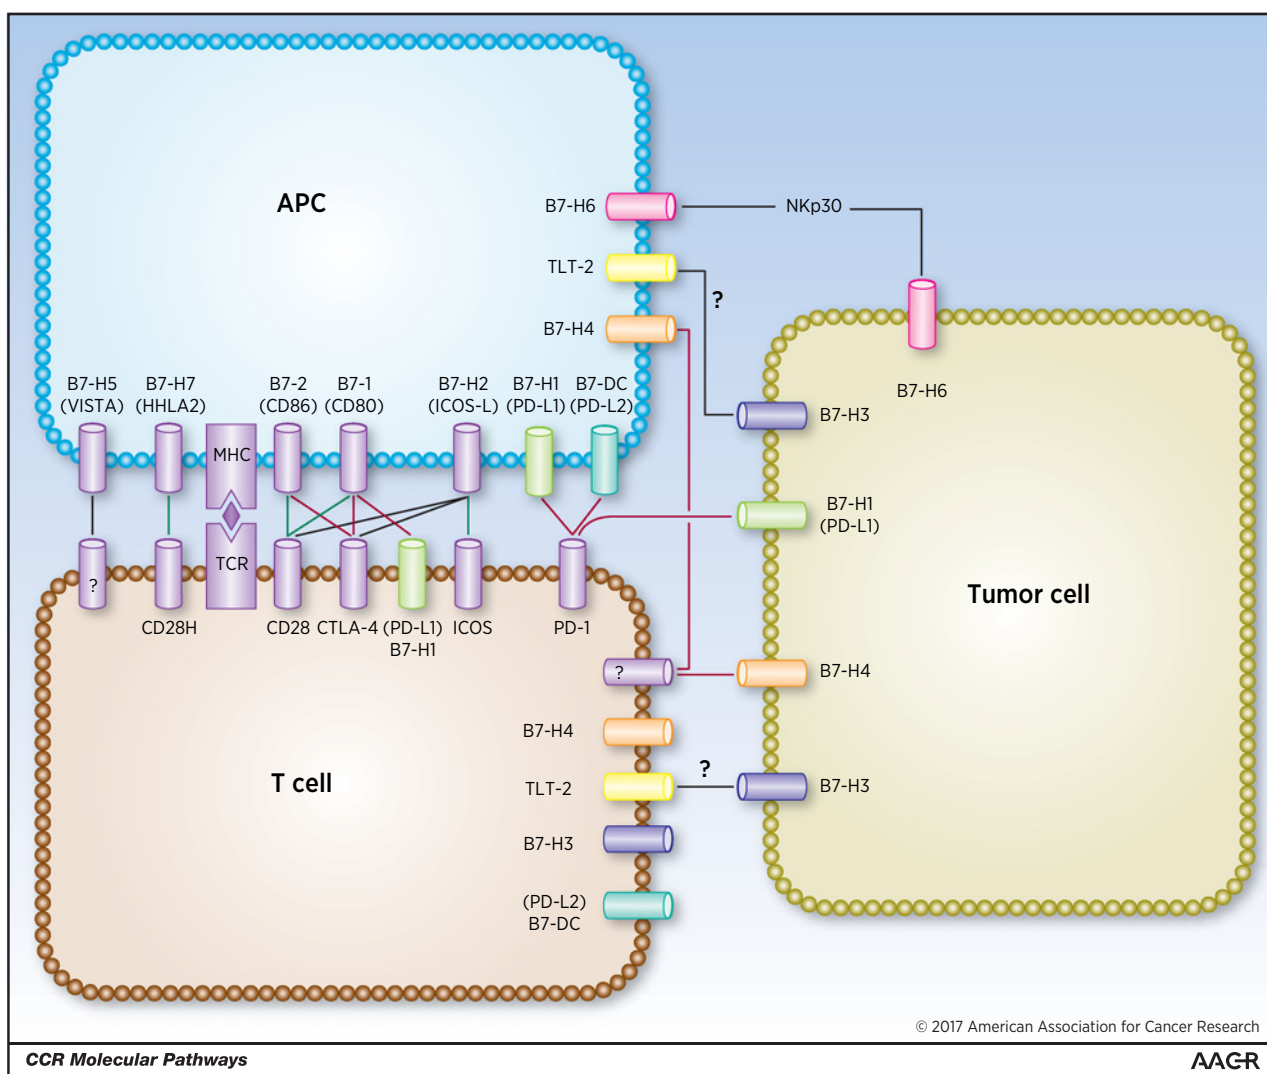 APC
B7-H6
NKp30
TLT-2
?
B7-H4
B7-H5
(VISTA)
B7-H7
(HHLA2)
B7-2
(CD86)
B7-1
(CD80)
B7-H2
(ICOS-L)
B7-H1
(PD-L1)
B7-DC
(PD-L2)
B7-H6
B7-H3
MHC
B7-H1
(PD-L1)
TCR
?
Tumor cell
CD28H
CD28
CTLA-4
(PD-L1)
B7-H1
ICOS
PD-1
?
B7-H4
B7-H4
T cell
?
TLT-2
B7-H3
B7-H3
(PD-L2)
B7-DC
© 2017 American Association for Cancer Research
CCR Molecular Pathways
AACR